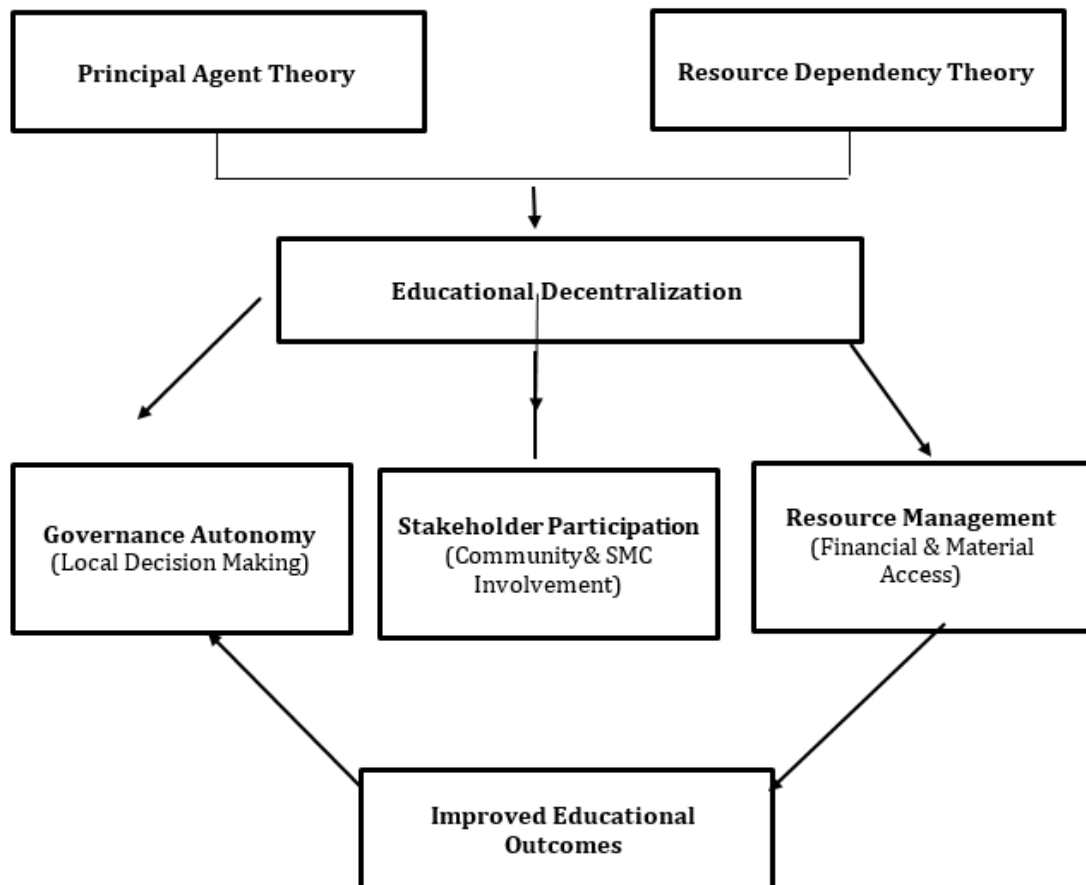 Principal Agent Theory
Resource Dependency Theory
Educational Decentralization
Governance Autonomy
(Local Decision Making)
Stakeholder Participation
(Community& SMC
Involvement)
Resource Management
(Financial & Material
Access)
Improved Educational
Outcomes